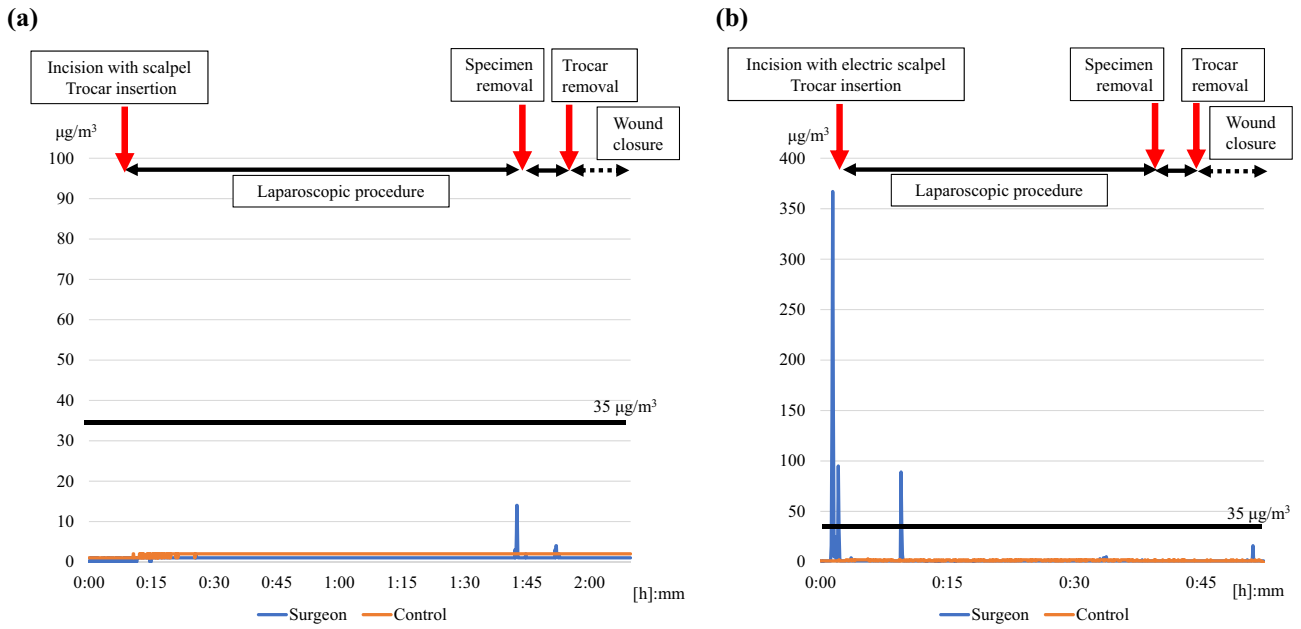 (a)
Incision with scalpel
Trocar insertion
Specimen
removal
Trocar
removal
Wound
closure
Laparoscopic procedure
μg/m³
100
90
80
70
60
50
40
30
20
10
0
35 μg/m³
0:00 0:15 0:30 0:45 1:00 1:15 1:30 1:45 2:00
[h]:mm
Surgeon Control
(b)
Incision with electric scalpel
Trocar insertion
Specimen
removal
Trocar
removal
Wound
closure
Laparoscopic procedure
μg/m³
400
350
300
250
200
150
100
50
0
35 μg/m³
0:00 0:15 0:30 0:45
[h]:mm
Surgeon Control